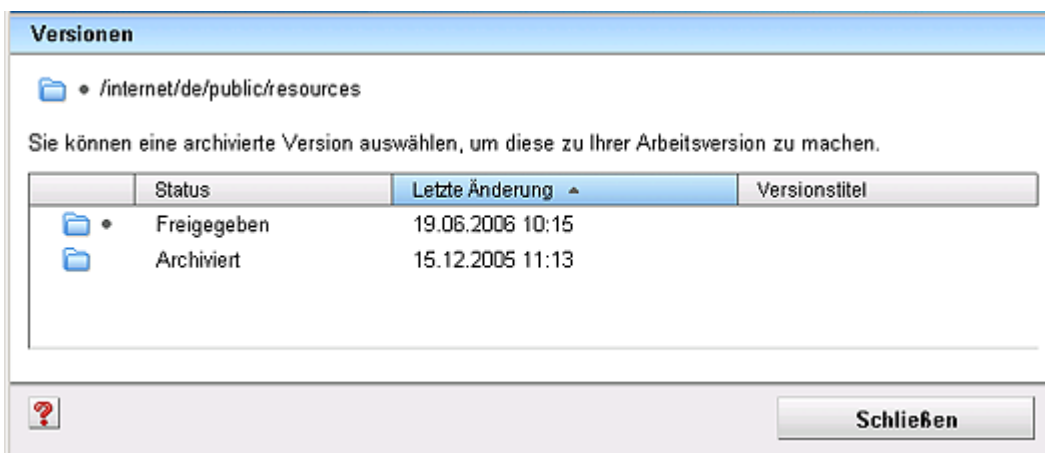 Versionen
/internet/de/public/resources
Sie können eine archivierte Version auswählen, um diese zu Ihrer Arbeitsversion zu machen.
Status Letzte Änderung Versionstitel
Freigegeben 19.06.2006 10:15
Archiviert 15.12.2005 11:13
? Schließen